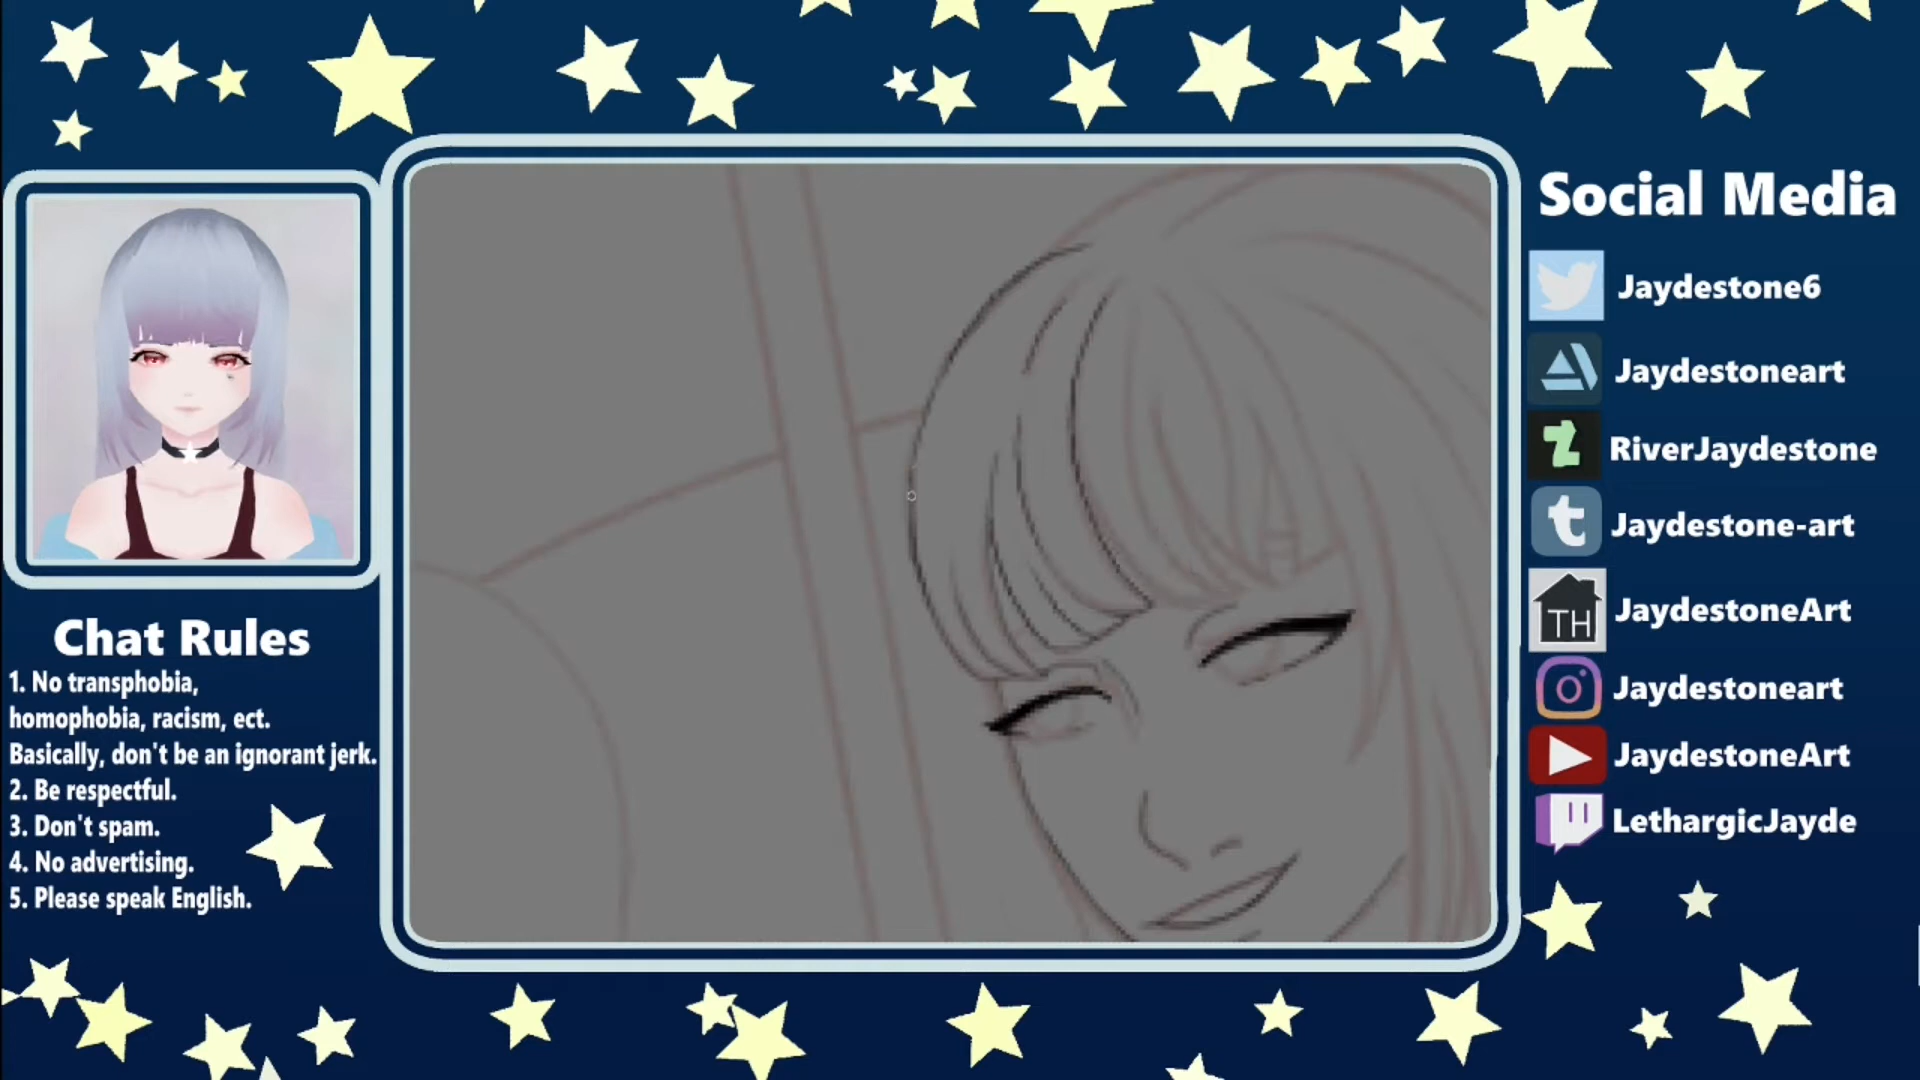 Social Media
Jaydestone6
Jaydestoneart
RiverJaydestone
Jaydestone-art
TH
JaydestoneArt
Jaydestoneart
JaydestoneArt
LethargicJayde
Chat Rules
1. No transphobia,
homophobia, racism, ect.
Basically, don't be an ignorant jerk.
2. Be respectful.
3. Don't spam.
4. No advertising.
5. Please speak English.